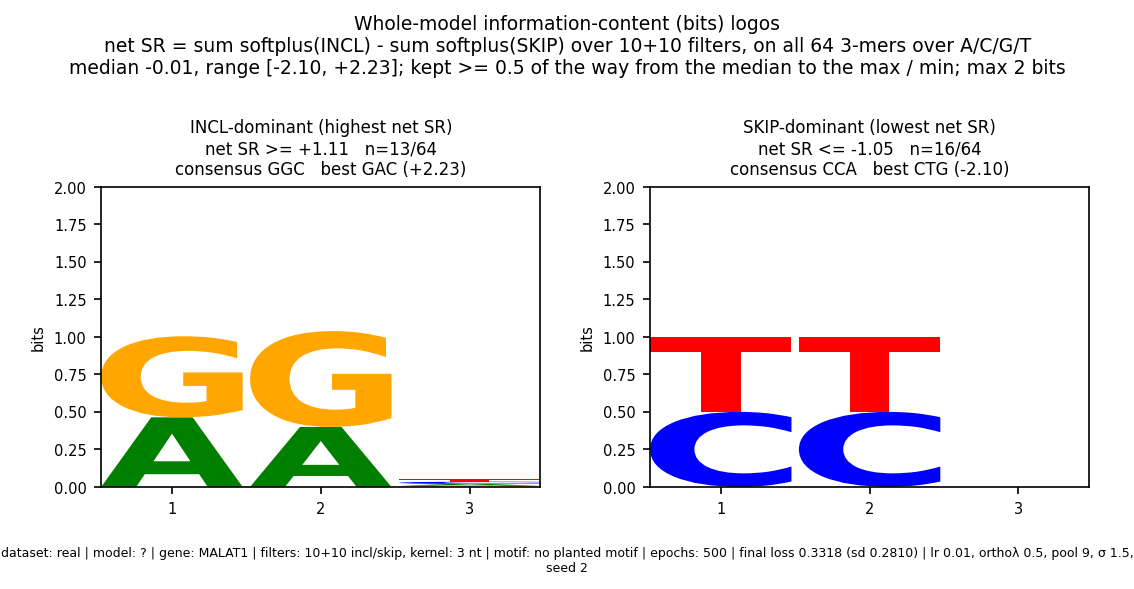 Whole-model information-content (bits) logos
net SR = sum softplus(INCL) - sum softplus(SKIP) over 10+10 filters, on all 64 3-mers over A/C/G/T
median -0.01, range [-2.10, +2.23]; kept >= 0.5 of the way from the median to the max / min; max 2 bits
INCL-dominant (highest net SR)
net SR >= +1.11   n=13/64
consensus GGC   best GAC (+2.23)
2.00
1.75
1.50
1.25
1.00
0.75
0.50
0.25
0.00
bits
G G
A A
1 2 3
SKIP-dominant (lowest net SR)
net SR <= -1.05   n=16/64
consensus CCA   best CTG (-2.10)
2.00
1.75
1.50
1.25
1.00
0.75
0.50
0.25
0.00
bits
T T
C C
1 2 3
dataset: real | model: ? | gene: MALAT1 | filters: 10+10 incl/skip, kernel: 3 nt | motif: no planted motif | epochs: 500 | final loss 0.3318 (sd 0.2810) | lr 0.01, orthoλ 0.5, pool 9, σ 1.5,
seed 2